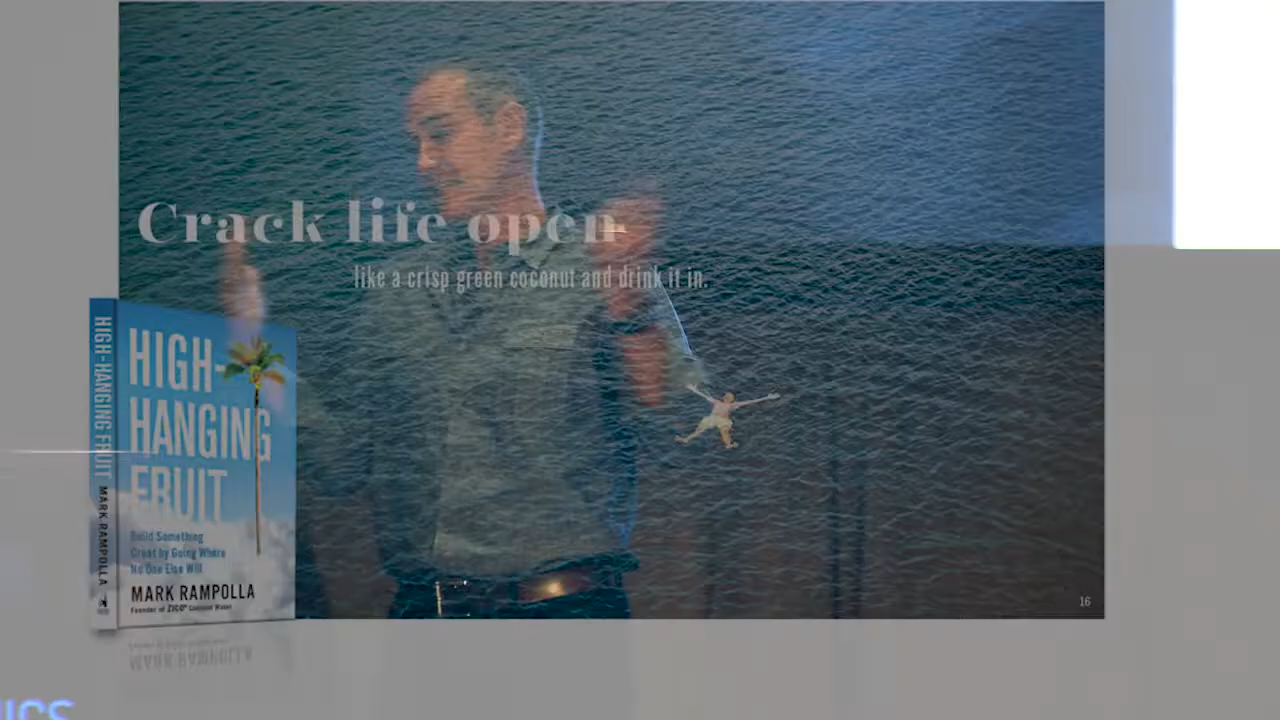 Crack life open
like a crisp green coconut and drink it in.
HIGH-HANGING FRUIT MARK RAMPOLLA
HIGH-
HANGING
FRUIT
Build Something
Great by Going Where
No One Else Will
MARK RAMPOLLA
Founder of ZICO Coconut Water
16